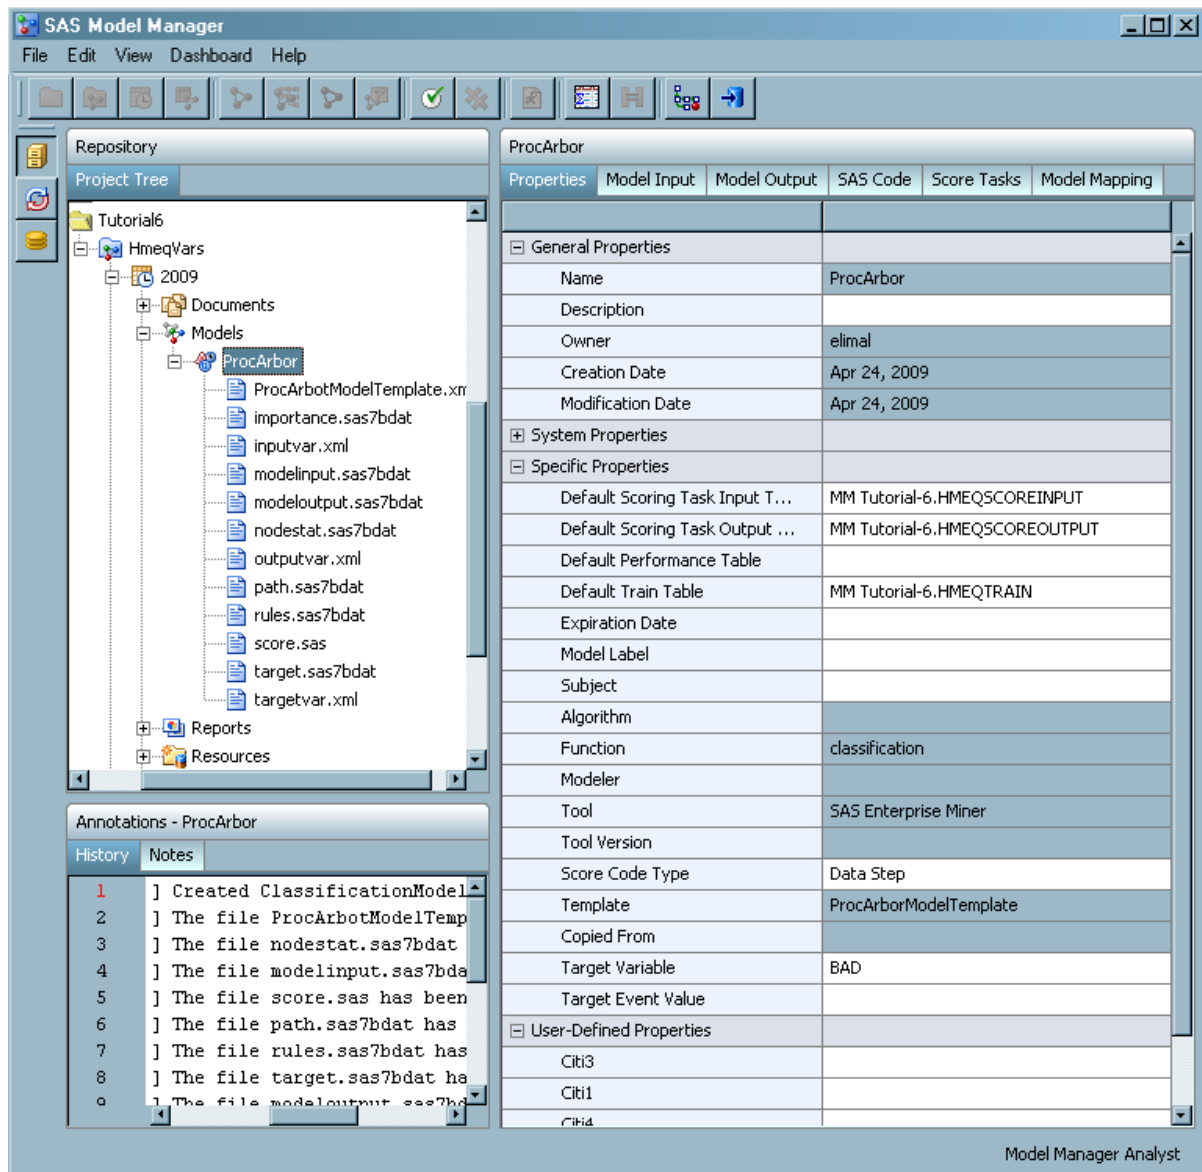 SAS Model Manager
File Edit View Dashboard Help
Repository
Project Tree
Tutorial6
HmeqVars
2009
Documents
Models
ProcArbor
ProcArbotModelTemplate.xm
importance.sas7bdat
inputvar.xml
modelinput.sas7bdat
modeloutput.sas7bdat
nodestat.sas7bdat
outputvar.xml
path.sas7bdat
rules.sas7bdat
score.sas
target.sas7bdat
targetvar.xml
Reports
Resources
Annotations - ProcArbor
History Notes
1 ] Created ClassificationModel
2 ] The file ProcArbotModelTemp
3 ] The file nodestat.sas7bdat
4 ] The file modelinput.sas7bda
5 ] The file score.sas has been
6 ] The file path.sas7bdat has
7 ] The file rules.sas7bdat has
8 ] The file target.sas7bdat ha
9 ] The file modeloutput sas7bd
ProcArbor
Properties Model Input Model Output SAS Code Score Tasks Model Mapping
General Properties
Name ProcArbor
Description
Owner elimal
Creation Date Apr 24, 2009
Modification Date Apr 24, 2009
System Properties
Specific Properties
Default Scoring Task Input T... MM Tutorial-6.HMEQSCOREINPUT
Default Scoring Task Output ... MM Tutorial-6.HMEQSCOREOUTPUT
Default Performance Table
Default Train Table MM Tutorial-6.HMEQTRAIN
Expiration Date
Model Label
Subject
Algorithm
Function classification
Modeler
Tool SAS Enterprise Miner
Tool Version
Score Code Type Data Step
Template ProcArborModelTemplate
Copied From
Target Variable BAD
Target Event Value
User-Defined Properties
Citi3
Citi1
Citi4
Model Manager Analyst